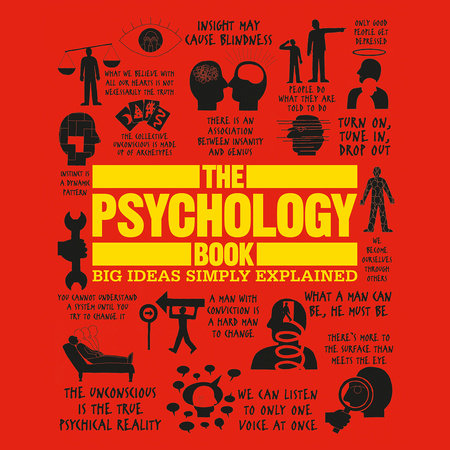 INSIGHT MAY
CAUSE BLINDNESS
ONLY GOOD
PEOPLE GET
DEPRESSED
WHAT WE BELIEVE WITH
ALL OUR HEARTS IS NOT
NECESSARILY THE TRUTH
PEOPLE DO
WHAT THEY ARE
TOLD TO DO
THE COLLECTIVE
UNCONSCIOUS IS MADE
UP OF ARCHETYPES
THERE IS AN
ASSOCIATION
BETWEEN INSANITY
AND GENIUS
TURN ON,
TUNE IN,
DROP OUT
INSTINCT IS
A DYNAMIC
PATTERN
THE
PSYCHOLOGY
BOOK
BIG IDEAS SIMPLY EXPLAINED
WE
BECOME
OURSELVES
THROUGH
OTHERS
YOU CANNOT UNDERSTAND
A SYSTEM UNTIL YOU
TRY TO CHANGE IT
A MAN WITH
CONVICTION IS
A HARD MAN
TO CHANGE
WHAT A MAN CAN
BE, HE MUST BE
THERE'S MORE TO
THE SURFACE THAN
MEETS THE EYE
THE UNCONSCIOUS
IS THE TRUE
PSYCHICAL REALITY
WE CAN LISTEN
TO ONLY ONE
VOICE AT ONCE